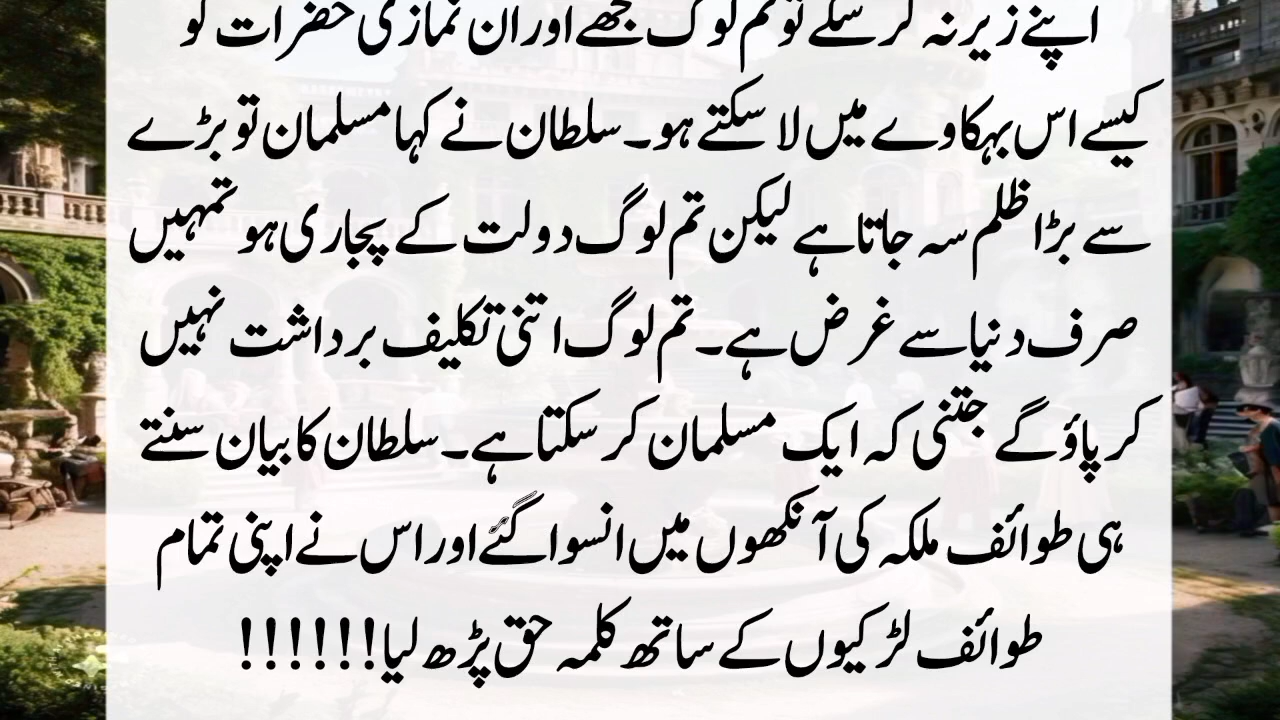 اپنے زیر نہ کر سکے تو تم لوگ مجھے اور ان نمازی حضرات کو
کیسے اس بہکاوے میں لا سکتے ہو۔ سلطان نے کہا مسلمان تو بڑے
سے بڑا ظلم سہ جاتا ہے لیکن تم لوگ دولت کے پجاری ہو تمہیں
صرف دنیا سے غرض ہے۔ تم لوگ اتنی تکلیف برداشت نہیں
کر پاؤ گے جتنی کہ ایک مسلمان کر سکتا ہے۔ سلطان کا بیان سنتے
ہی طوائف ملکہ کی آنکھوں میں انسو اگئے اور اس نے اپنی تمام
طوائف لڑکیوں کے ساتھ کلمہ حق پڑھ لیا!!!!!!